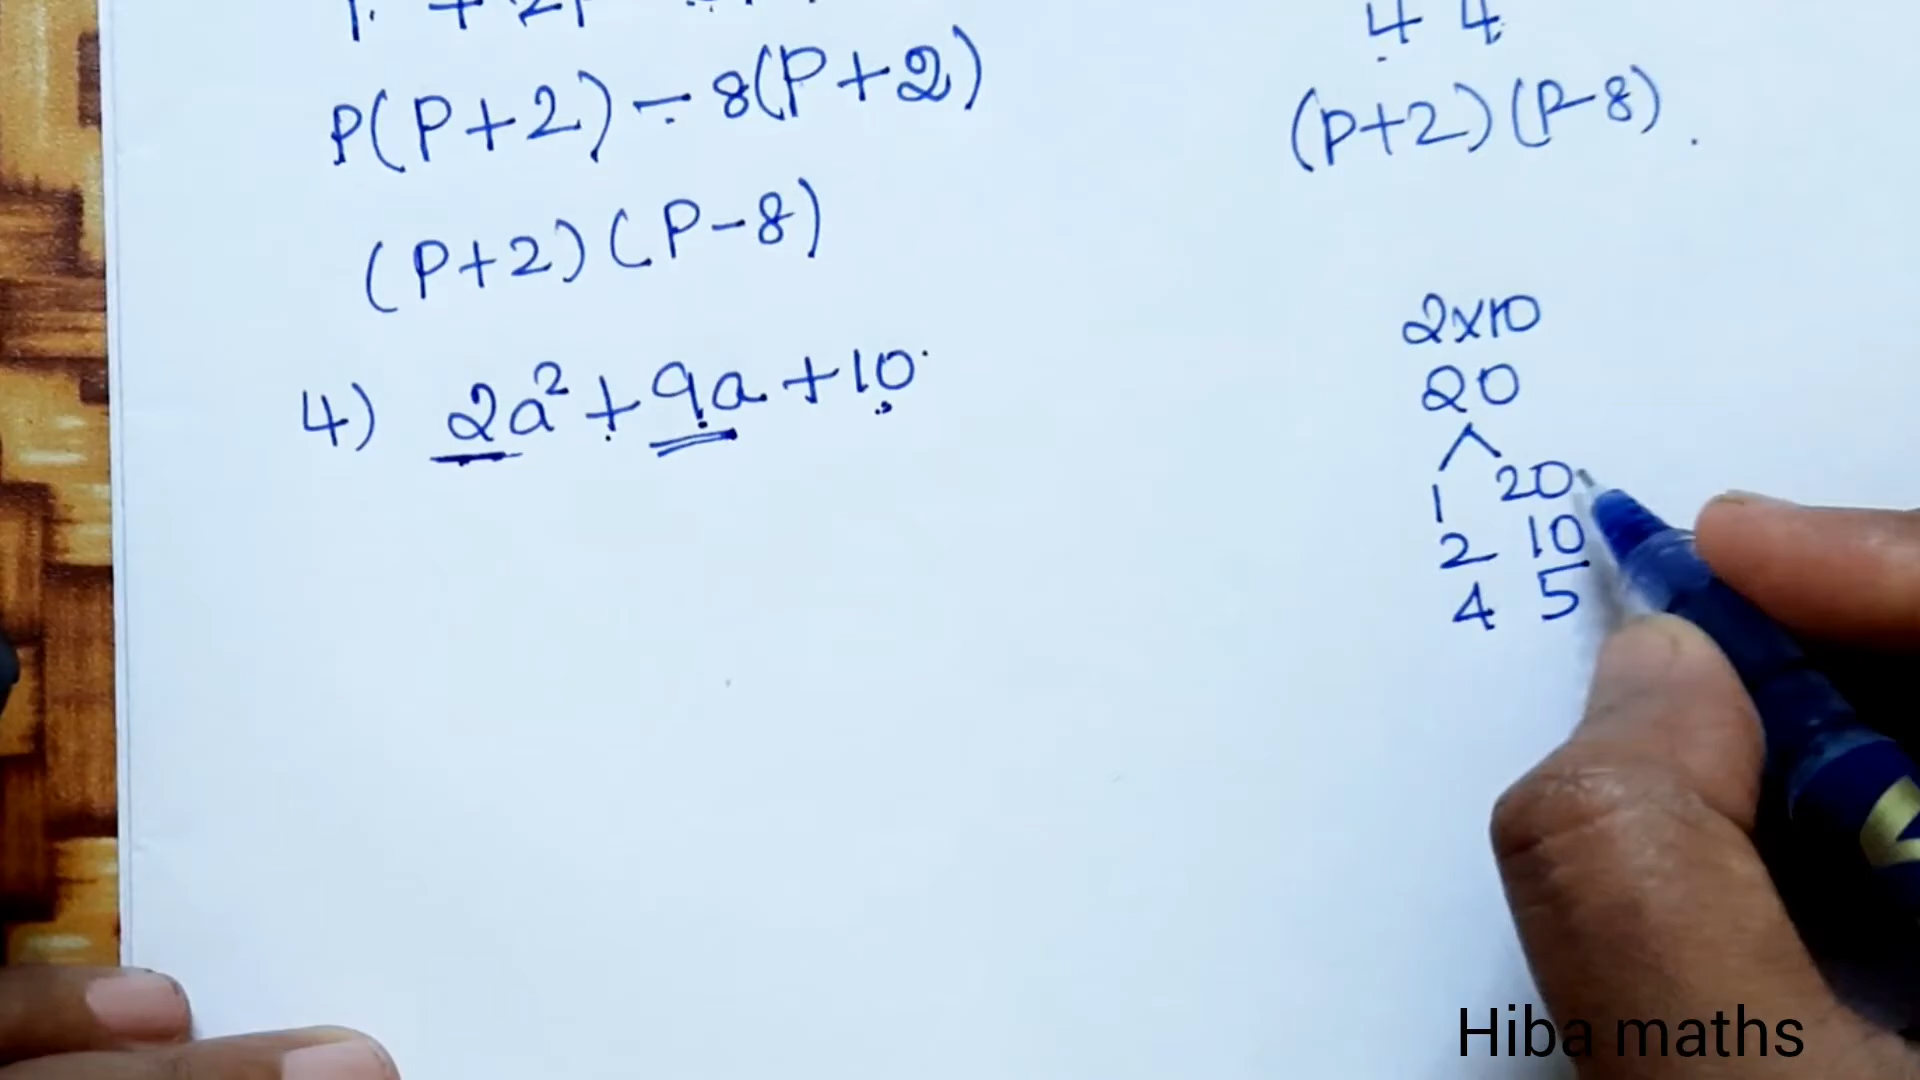 P(P+2)-8(P+2)
(P+2)(P-8)
4) 2a²+9a+10
4 4
(P+2)(P-8).
2x10
20
1 20
2 10
4 5
Hiba maths